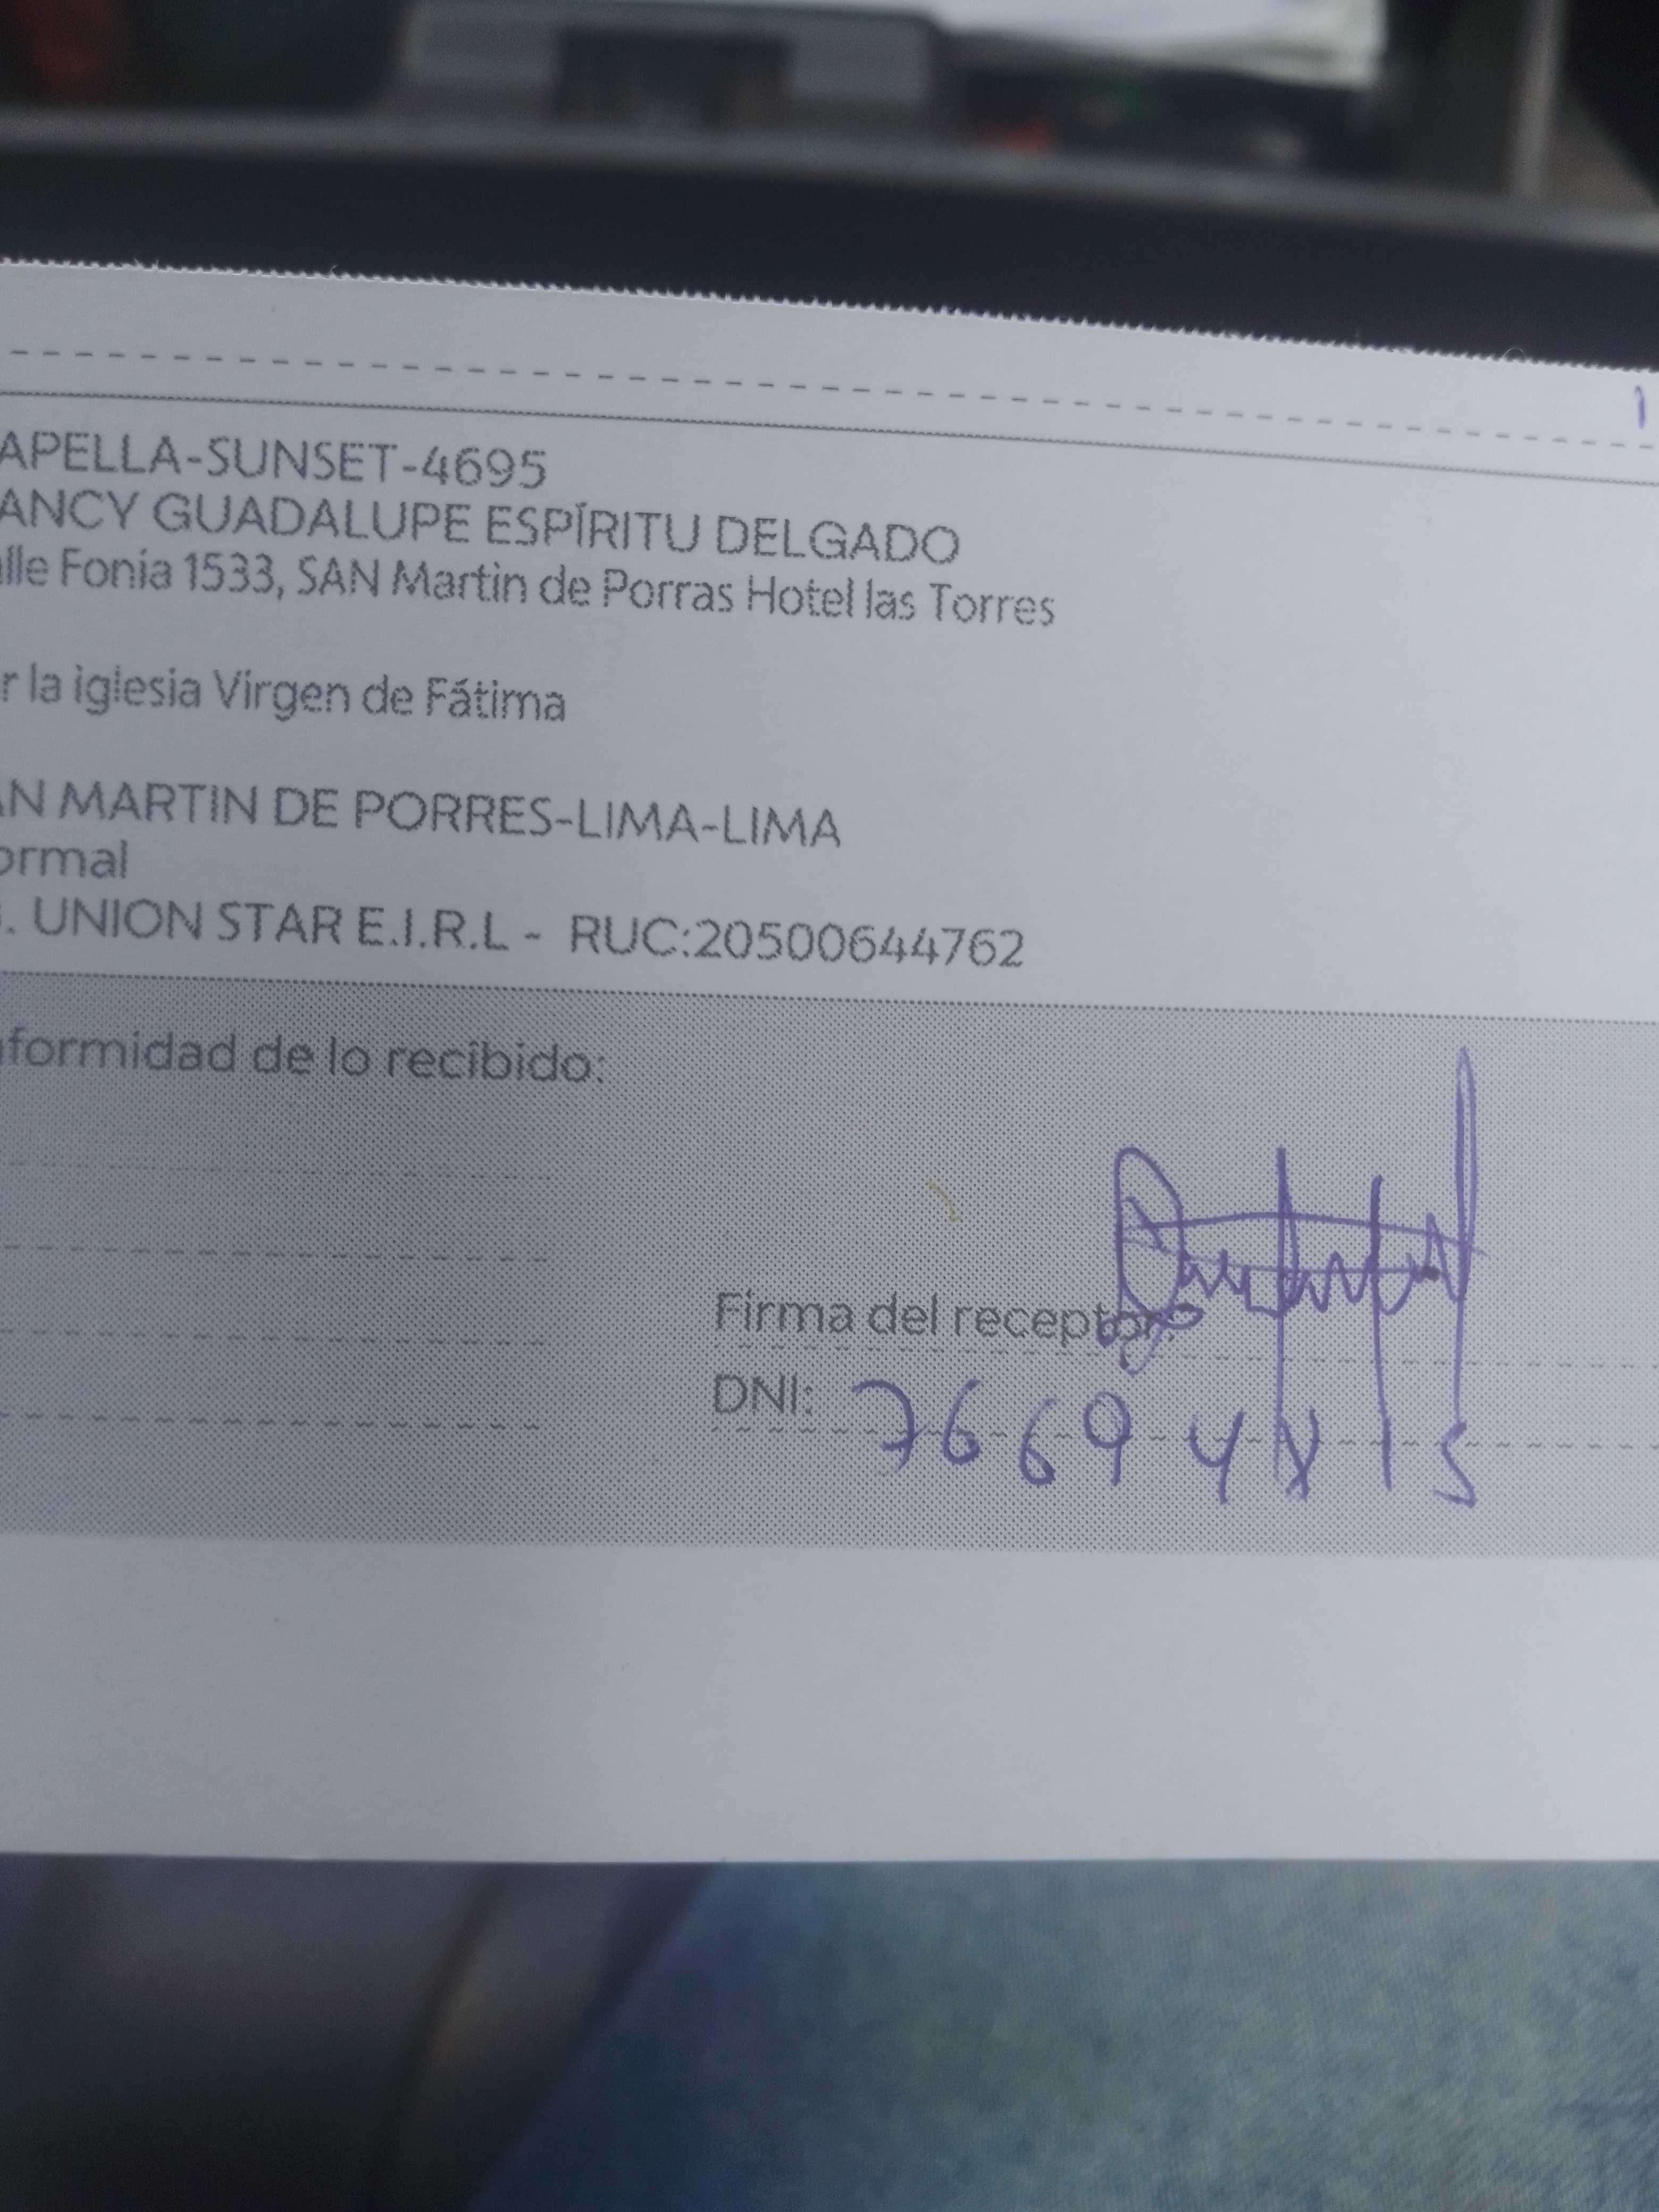 APELLA-SUNSET-4695
ANCY GUADALUPE ESPÍRITU DELGADO
lle Fonia 1533, SAN Martin de Porras Hotel las Torres
r la iglesia Virgen de Fátima
AN MARTIN DE PORRES-LIMA-LIMA
ormal
. UNION STAR E.I.R.L - RUC:20500644762
formidad de lo recibido:
Firma del receptor:
DNI: 76694815